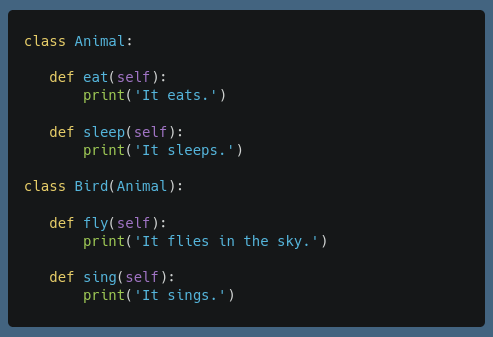 class Animal:
   def eat(self):
       print('It eats.')
   def sleep(self):
       print('It sleeps.')
class Bird(Animal):
   def fly(self):
       print('It flies in the sky.')
   def sing(self):
       print('It sings.')